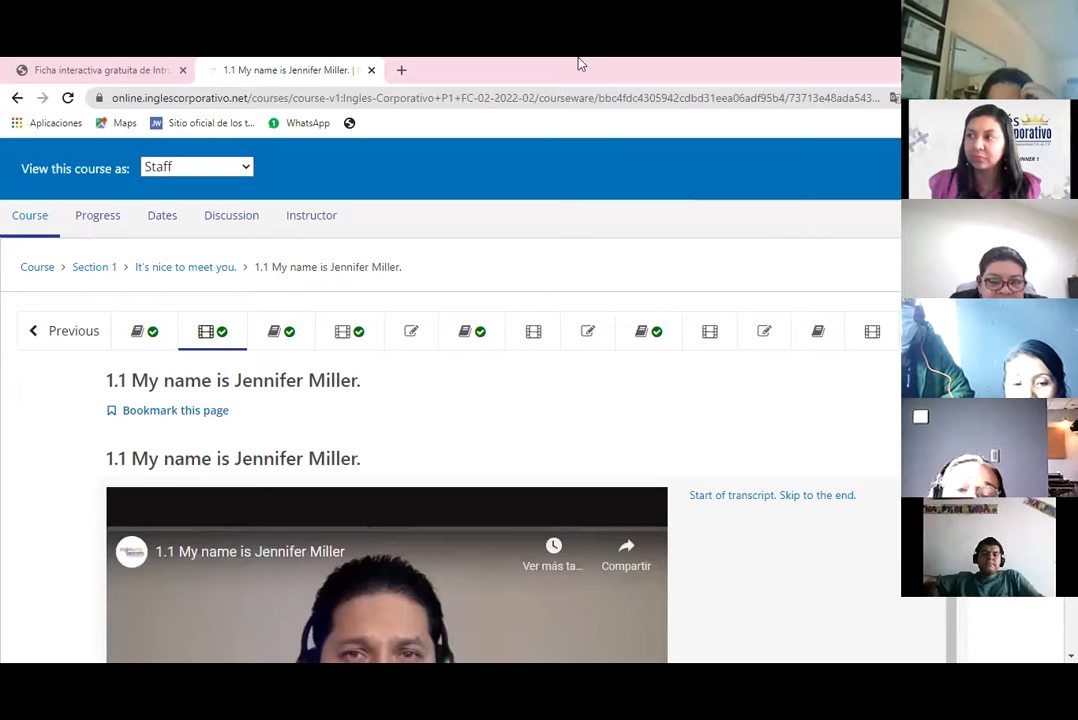 Ficha interactiva gratuita de Intr
1.1 My name is Jennifer Miller. |
online.inglescorporativo.net/courses/course-v1:Ingles-Corporativo+P1+FC-02-2022-02/courseware/bbc4fdc4305942cdbd31eea06adf95b4/73713e48ada543...
Aplicaciones
Maps
JW
Sitio oficial de los t...
1
WhatsApp
View this course as:
Staff
Course
Progress
Dates
Discussion
Instructor
Course > Section 1 > It's nice to meet you. > 1.1 My name is Jennifer Miller.
Previous
1.1 My name is Jennifer Miller.
Bookmark this page
1.1 My name is Jennifer Miller.
Start of transcript. Skip to the end.
1.1 My name is Jennifer Miller
Ver más ta...
Compartir